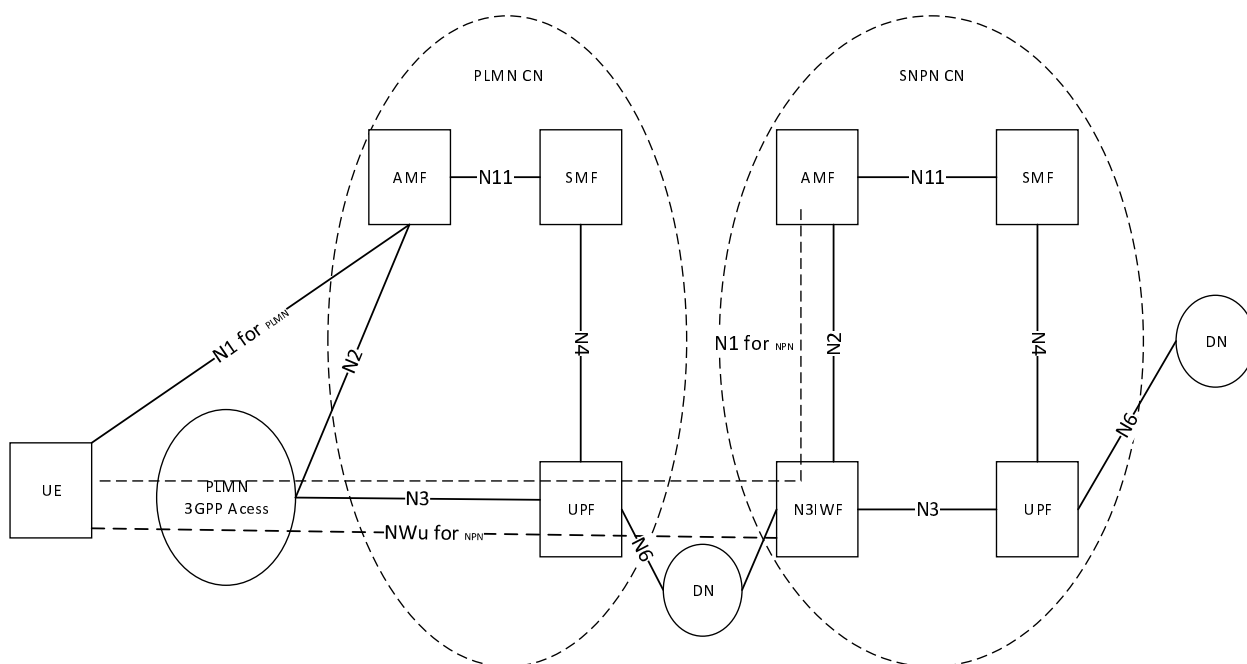 PLMN CN
SNPN CN
AMF
N11
SMF
AMF
N11
SMF
N1 for PLMN
N2
N4
N1 for NPN
N2
N4
DN
N6
UE
PLMN
3GPP Acess
N3
UPF
N3IWF
N3
UPF
NWu for NPN
N6
DN